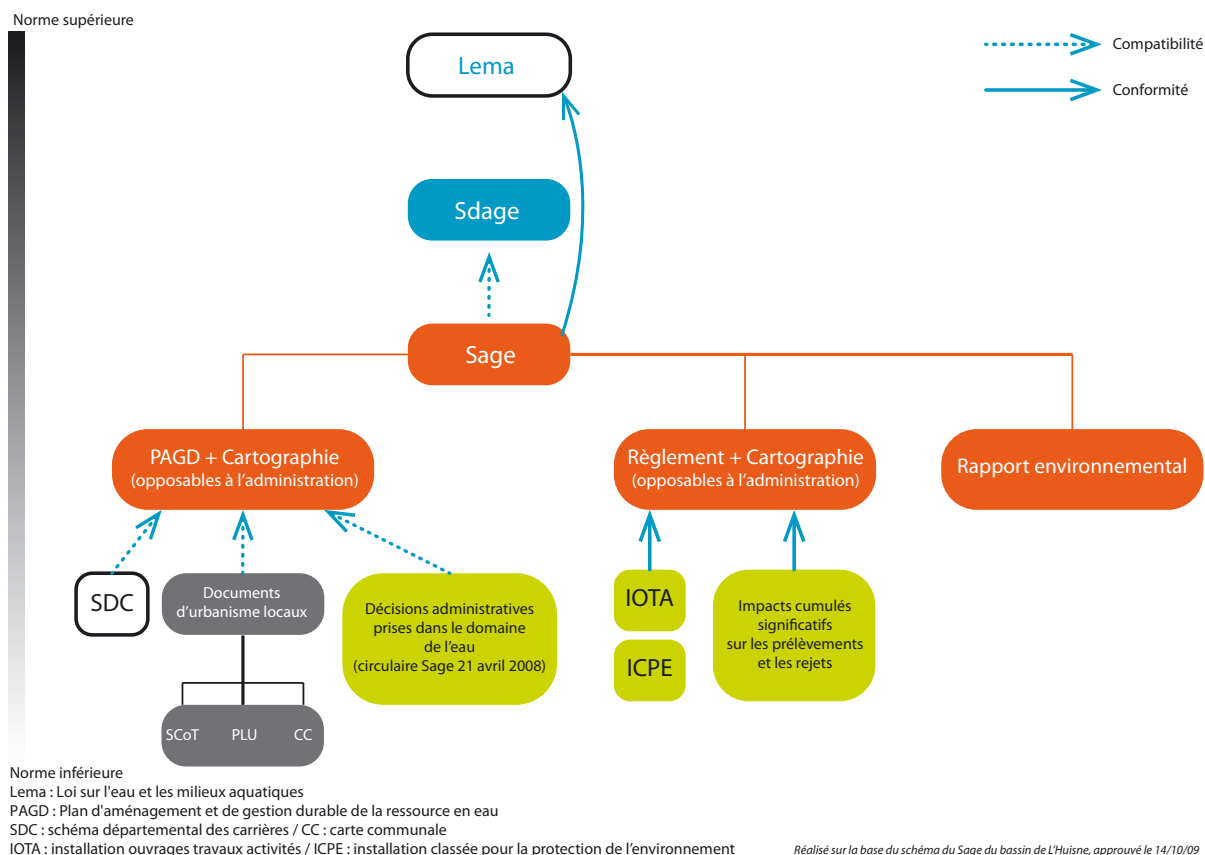 Norme supérieure
Compatibilité
Conformité
Lema
Sdage
Sage
PAGD + Cartographie
(opposables à l'administration)
Règlement + Cartographie
(opposables à l'administration)
Rapport environnemental
SDC
Documents
d'urbanisme locaux
Décisions administratives
prises dans le domaine
de l'eau
(circulaire Sage 21 avril 2008)
IOTA
ICPE
Impacts cumulés
significatifs
sur les prélèvements
et les rejets
SCoT PLU CC
Norme inférieure
Lema : Loi sur l'eau et les milieux aquatiques
PAGD : Plan d'aménagement et de gestion durable de la ressource en eau
SDC : schéma départemental des carrières / CC : carte communale
IOTA : installation ouvrages travaux activités / ICPE : installation classée pour la protection de l'environnement
Réalisé sur la base du schéma du Sage du bassin de L'Huisne, approuvé le 14/10/09